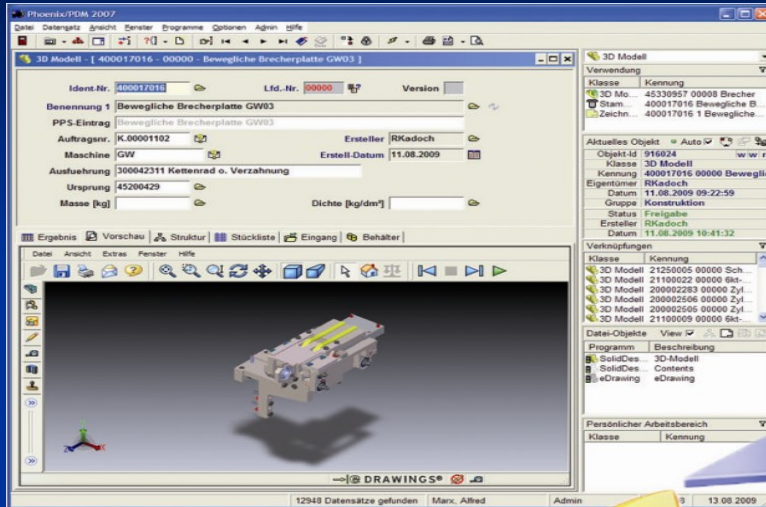 Phoenix/PDM 2007
Datei Datensatz Ansicht Fenster Programme Optionen Admin Hilfe
3D Modell - [ 400017016 - 00000 - Bewegliche Brecherplatte GW03 ]
Ident-Nr. 400017016 Lfd.-Nr. 00000 Version
Benennung 1 Bewegliche Brecherplatte GW03
PPS-Eintrag Bewegliche Brecherplatte GW03
Auftragsnr. K.00001102 Ersteller RKadoch
Maschine GW Erstell-Datum 11.08.2009
Ausfuehrung 300042311 Kettenrad o. Verzahnung
Ursprung 45200429
Masse [kg] Dichte [kg/dm³]
Ergebnis Vorschau Struktur Stückliste Eingang Behälter
Datei Ansicht Extras Fenster Hilfe
@DRAWINGS®
3D Modell
Verwendung
Klasse Kennung
3D Mo... 45330957 00008 Brecher
Stam... 400017016 Bewegliche B...
Zeichn... 400017016 1 Bewegliche...
Aktuelles Objekt Auto
Objekt-Id 916024
Klasse 3D Modell
Kennung 400017016 00000 Beweglic
Eigentümer RKadoch
Datum 11.08.2009 09:22:59
Gruppe Konstruktion
Status Freigabe
Ersteller RKadoch
Datum 11.08.2009 10:41:32
Verknüpfungen
Klasse Kennung
3D Modell 21250005 00000 Sch...
3D Modell 21100022 00000 6kt-...
3D Modell 200002283 00000 Zyl...
3D Modell 200002506 00000 Zyl...
3D Modell 200002505 00000 Zyl...
3D Modell 21100009 00000 6kt-...
Datei-Objekte View
Programm Beschreibung
SolidDes... 3D-Modell
SolidDes... Contents
eDrawing eDrawing
Persönlicher Arbeitsbereich
Klasse Kennung
12948 Datensätze gefunden Marx, Alfred Admin 13.08.2009